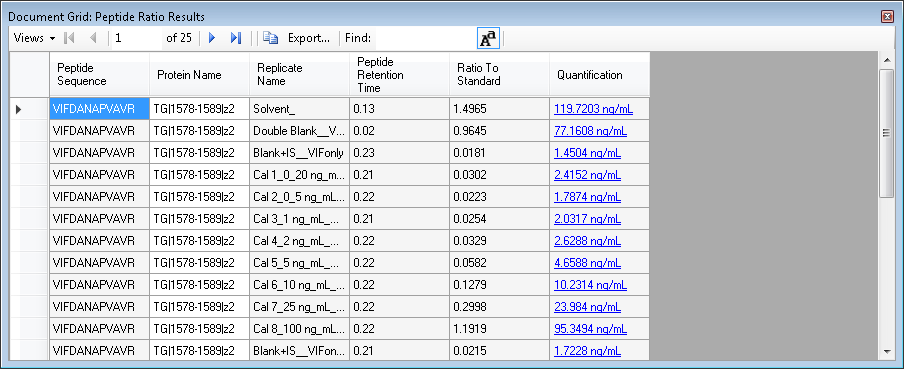 Document Grid: Peptide Ratio Results
Views 1 of 25 Export... Find: Aa
Peptide Sequence Protein Name Replicate Name Peptide Retention Time Ratio To Standard Quantification
VIFDANAPVAVR TG|1578-1589|z2 Solvent_ 0.13 1.4965 119.7203 ng/mL
VIFDANAPVAVR TG|1578-1589|z2 Double Blank__V... 0.02 0.9645 77.1608 ng/mL
VIFDANAPVAVR TG|1578-1589|z2 Blank+IS__VIFonly 0.23 0.0181 1.4504 ng/mL
VIFDANAPVAVR TG|1578-1589|z2 Cal 1_0_20 ng_m... 0.21 0.0302 2.4152 ng/mL
VIFDANAPVAVR TG|1578-1589|z2 Cal 2_0_5 ng_mL... 0.22 0.0223 1.7874 ng/mL
VIFDANAPVAVR TG|1578-1589|z2 Cal 3_1 ng_mL_... 0.21 0.0254 2.0317 ng/mL
VIFDANAPVAVR TG|1578-1589|z2 Cal 4_2 ng_mL_... 0.22 0.0329 2.6288 ng/mL
VIFDANAPVAVR TG|1578-1589|z2 Cal 5_5 ng_mL_... 0.22 0.0582 4.6588 ng/mL
VIFDANAPVAVR TG|1578-1589|z2 Cal 6_10 ng_mL... 0.22 0.1279 10.2314 ng/mL
VIFDANAPVAVR TG|1578-1589|z2 Cal 7_25 ng_mL... 0.22 0.2998 23.984 ng/mL
VIFDANAPVAVR TG|1578-1589|z2 Cal 8_100 ng_mL... 0.22 1.1919 95.3494 ng/mL
VIFDANAPVAVR TG|1578-1589|z2 Blank+IS__VIFon... 0.21 0.0215 1.7228 ng/mL